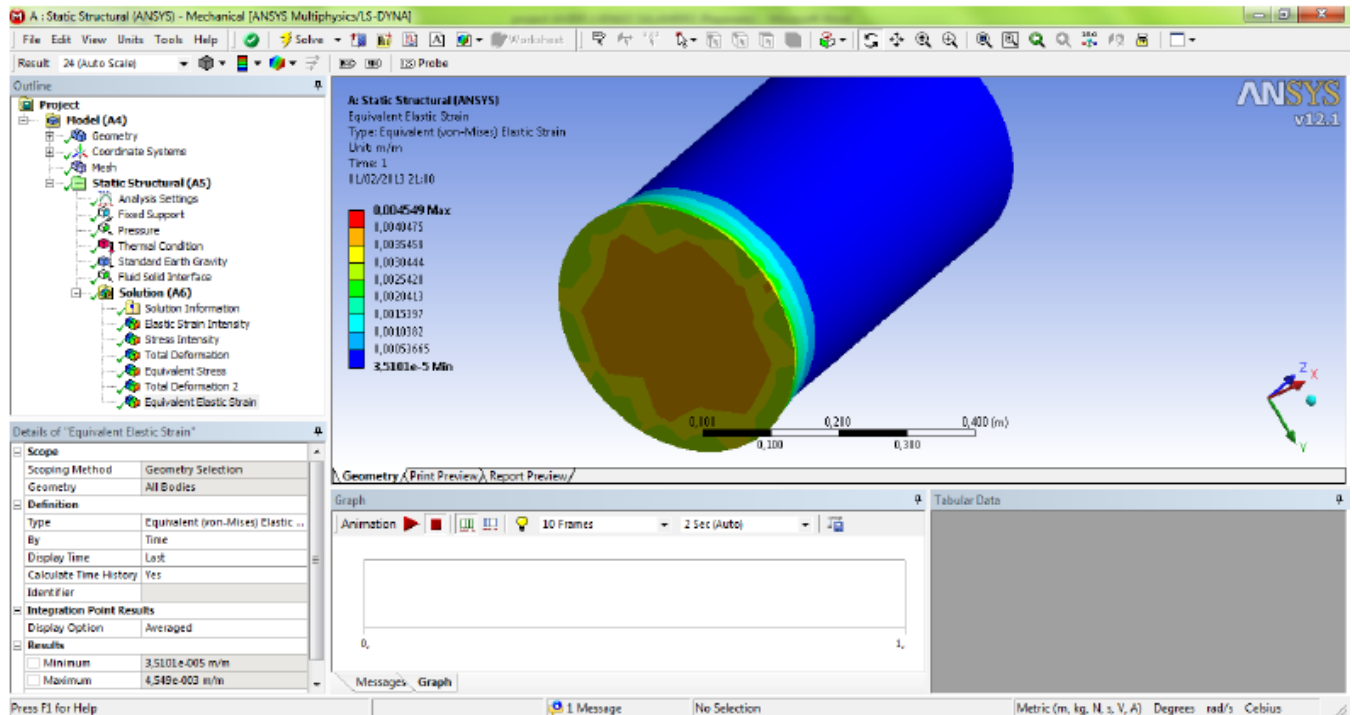 A : Static Structural (ANSYS) - Mechanical [ANSYS Multiphysics/LS-DYNA]
File Edit View Units Tools Help Solve Worksheet
Result 24 (Auto Scale) Probe
Outline
Project
Model (A4)
Geometry
Coordinate Systems
Mesh
Static Structural (A5)
Analysis Settings
Fixed Support
Pressure
Thermal Condition
Standard Earth Gravity
Fluid Solid Interface
Solution (A6)
Solution Information
Elastic Strain Intensity
Stress Intensity
Total Deformation
Equivalent Stress
Total Deformation 2
Equivalent Elastic Strain
A: Static Structural (ANSYS)
Equivalent Elastic Strain
Type: Equivalent (von-Mises) Elastic Strain
Unit: m/m
Time: 1
01/02/2013 21:00
0,004549 Max
0,0040475
0,0035458
0,0030444
0,0025428
0,0020413
0,0015397
0,0010382
0,00053665
3,5101e-5 Min
ANSYS
v12.1
0,000 0,200 0,400 (m)
0,100 0,300
Z
X
Y
Geometry Print Preview Report Preview
Details of "Equivalent Elastic Strain"
Scope
Scoping Method Geometry Selection
Geometry All Bodies
Definition
Type Equivalent (von-Mises) Elastic ...
By Time
Display Time Last
Calculate Time History Yes
Identifier
Integration Point Results
Display Option Averaged
Results
Minimum 3,5101e-005 m/m
Maximum 4,549e-003 m/m
Graph
Animation 10 Frames 2 Sec (Auto)
0, 1,
Messages Graph
Tabular Data
Press F1 for Help 1 Message No Selection Metric (m, kg, N, s, V, A) Degrees rad/s Celsius